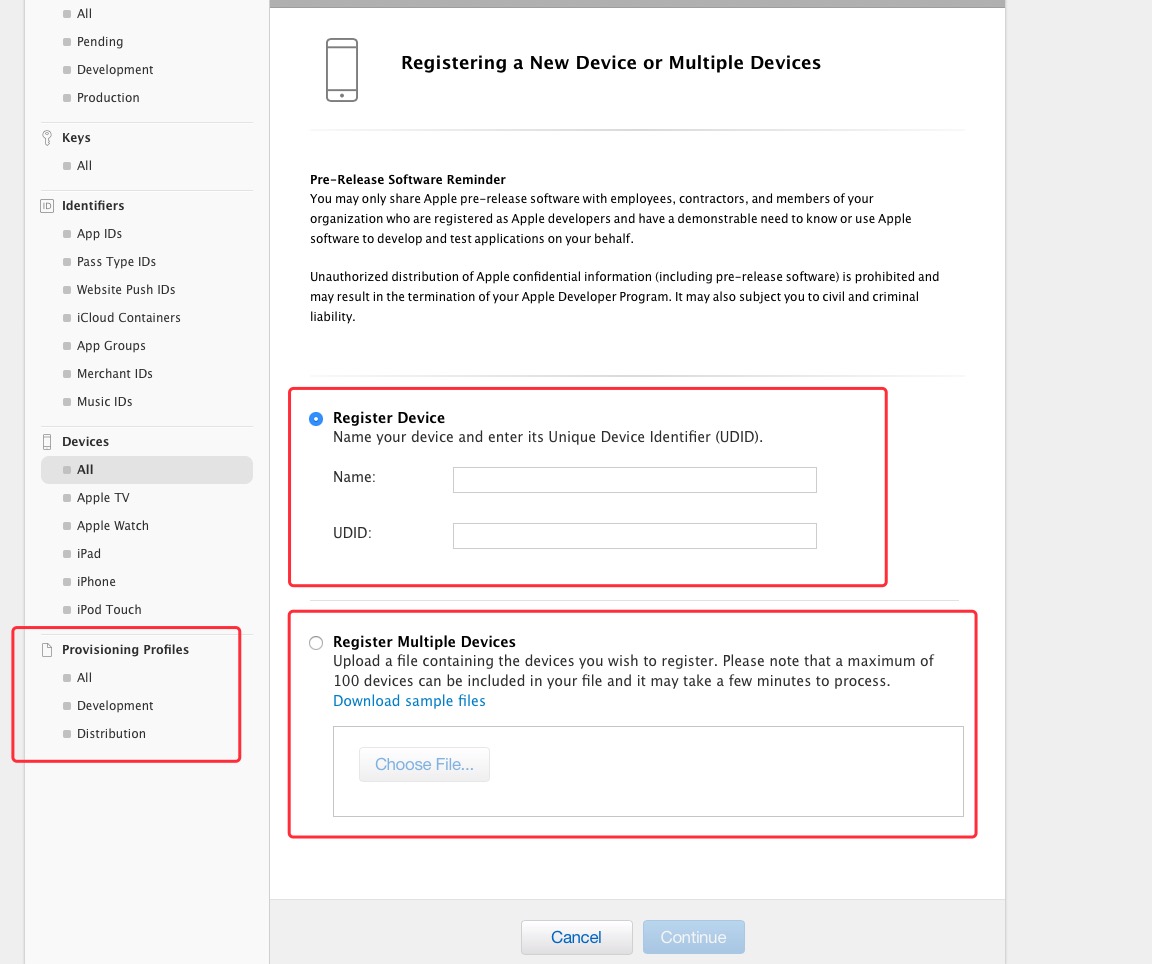 All
Pending
Development
Production
Keys
All
Identifiers
App IDs
Pass Type IDs
Website Push IDs
iCloud Containers
App Groups
Merchant IDs
Music IDs
Devices
All
Apple TV
Apple Watch
iPad
iPhone
iPod Touch
Provisioning Profiles
All
Development
Distribution
Registering a New Device or Multiple Devices
Pre-Release Software Reminder
You may only share Apple pre-release software with employees, contractors, and members of your
organization who are registered as Apple developers and have a demonstrable need to know or use Apple
software to develop and test applications on your behalf.
Unauthorized distribution of Apple confidential information (including pre-release software) is prohibited and
may result in the termination of your Apple Developer Program. It may also subject you to civil and criminal
liability.
Register Device
Name your device and enter its Unique Device Identifier (UDID).
Name:
UDID:
Register Multiple Devices
Upload a file containing the devices you wish to register. Please note that a maximum of
100 devices can be included in your file and it may take a few minutes to process.
Download sample files
Choose File...
Cancel
Continue